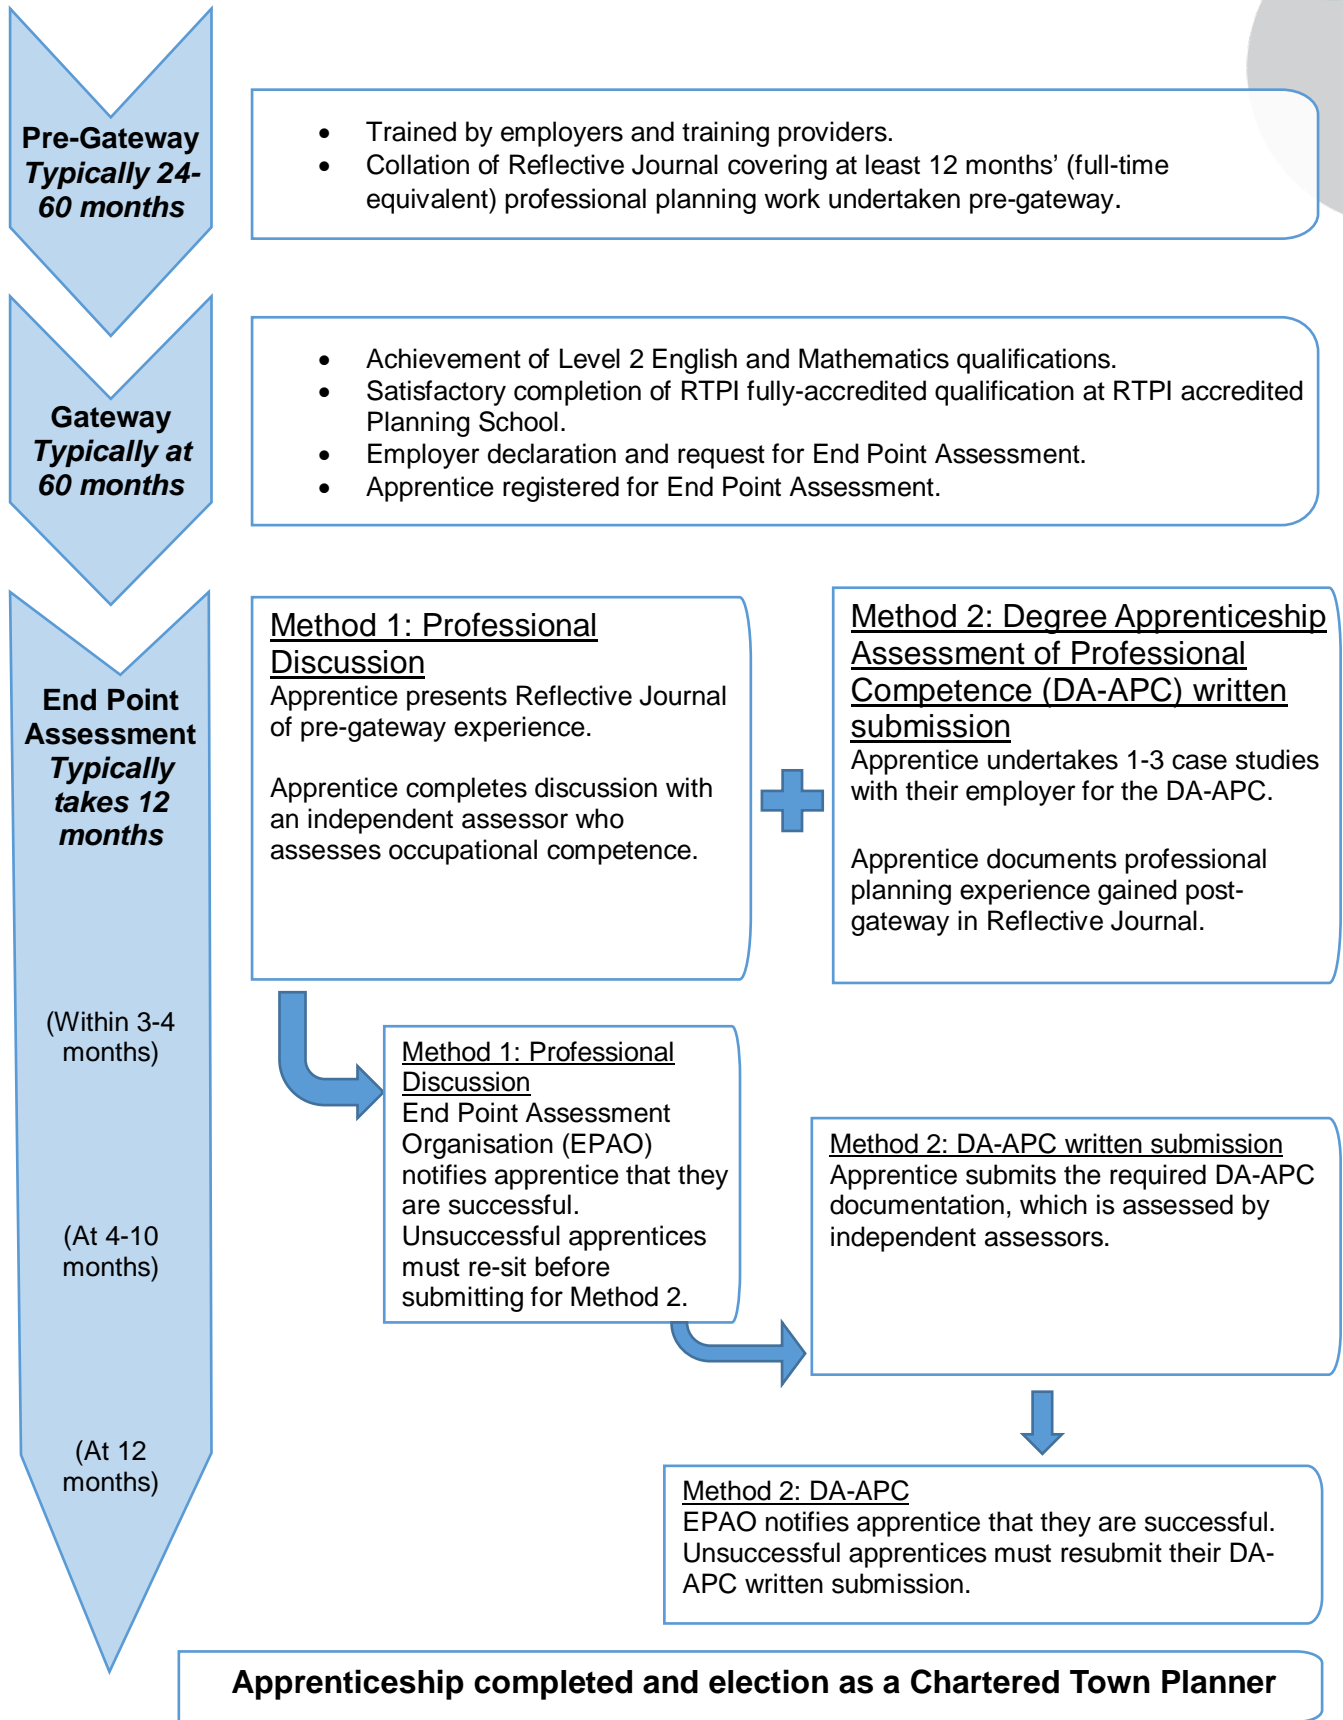 Pre-Gateway
Typically 24-
60 months
• Trained by employers and training providers.
• Collation of Reflective Journal covering at least 12 months’ (full-time
equivalent) professional planning work undertaken pre-gateway.
Gateway
Typically at
60 months
• Achievement of Level 2 English and Mathematics qualifications.
• Satisfactory completion of RTPI fully-accredited qualification at RTPI accredited
Planning School.
• Employer declaration and request for End Point Assessment.
• Apprentice registered for End Point Assessment.
End Point
Assessment
Typically
takes 12
months
Method 1: Professional
Discussion
Apprentice presents Reflective Journal
of pre-gateway experience.
Apprentice completes discussion with
an independent assessor who
assesses occupational competence.
Method 2: Degree Apprenticeship
Assessment of Professional
Competence (DA-APC) written
submission
Apprentice undertakes 1-3 case studies
with their employer for the DA-APC.
Apprentice documents professional
planning experience gained post-
gateway in Reflective Journal.
(Within 3-4
months)
Method 1: Professional
Discussion
End Point Assessment
Organisation (EPAO)
notifies apprentice that they
are successful.
Unsuccessful apprentices
must re-sit before
submitting for Method 2.
(At 4-10
months)
Method 2: DA-APC written submission
Apprentice submits the required DA-APC
documentation, which is assessed by
independent assessors.
(At 12
months)
Method 2: DA-APC
EPAO notifies apprentice that they are successful.
Unsuccessful apprentices must resubmit their DA-
APC written submission.
Apprenticeship completed and election as a Chartered Town Planner